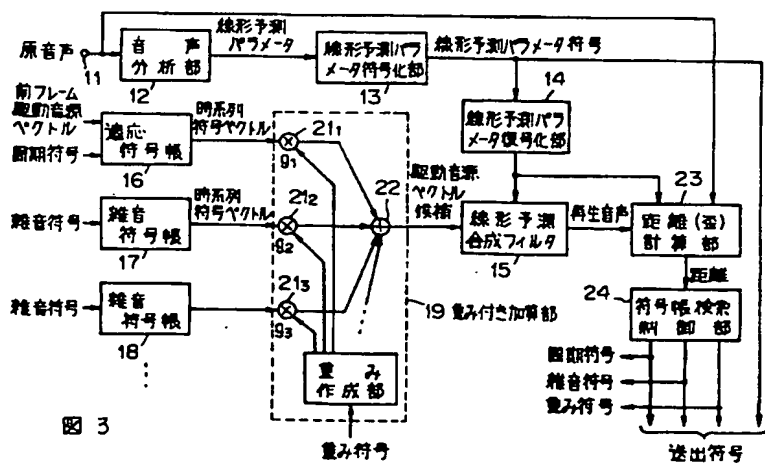 原音声
11
音声
分析部
12
線形予測
パラメータ
線形予測パラ
メータ符号化部
13
線形予測パラメータ符号
14
線形予測パラ
メータ復号化部
前フレーム
駆動音源
ベクトル
周期符号
適応
符号帳
16
時系列
符号ベクトル
21₁
g₁
雑音符号
雑音
符号帳
17
時系列
符号ベクトル
21₂
g₂
雑音符号
雑音
符号帳
18
21₃
g₃
22
駆動音源
ベクトル
候補
線形予測
合成フィルタ
15
再生音声
23
距離(歪)
計算部
距離
24
符号帳検索
制御部
19 重み付き加算部
重み
作成部
重み符号
周期符号
雑音符号
重み符号
送出符号
図 3